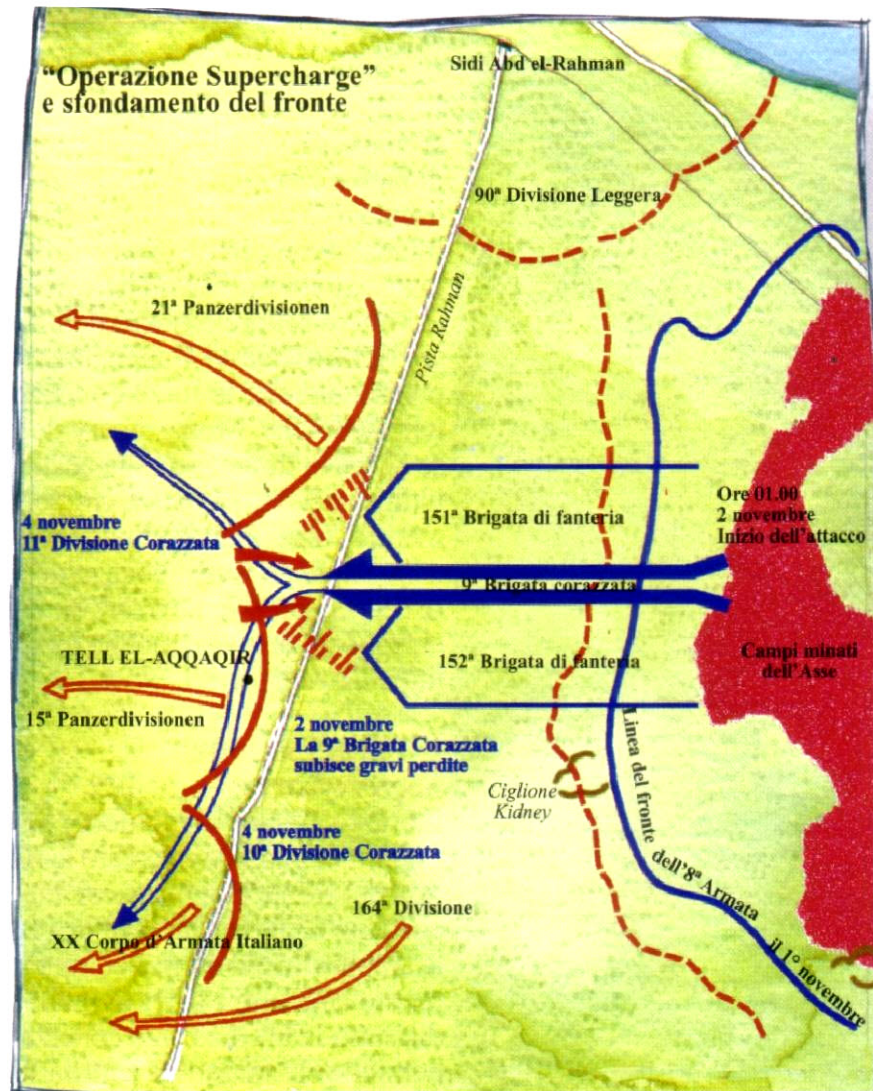 “Operazione Supercharge”
e sfondamento del fronte
Sidi Abd el-Rahman
90ª Divisione Leggera
21ª Panzerdivisionen
Pista Rahman
4 novembre
11ª Divisione Corazzata
151ª Brigata di fanteria
Ore 01.00
2 novembre
Inizio dell’attacco
9ª Brigata corazzata
TELL EL-AQQAQIR
152ª Brigata di fanteria
Campi minati
dell’Asse
15ª Panzerdivisionen
2 novembre
La 9ª Brigata Corazzata
subisce gravi perdite
Ciglione
Kidney
Linea del fronte dell’8ª Armata il 1° novembre
4 novembre
10ª Divisione Corazzata
164ª Divisione
XX Corpo d’Armata Italiano